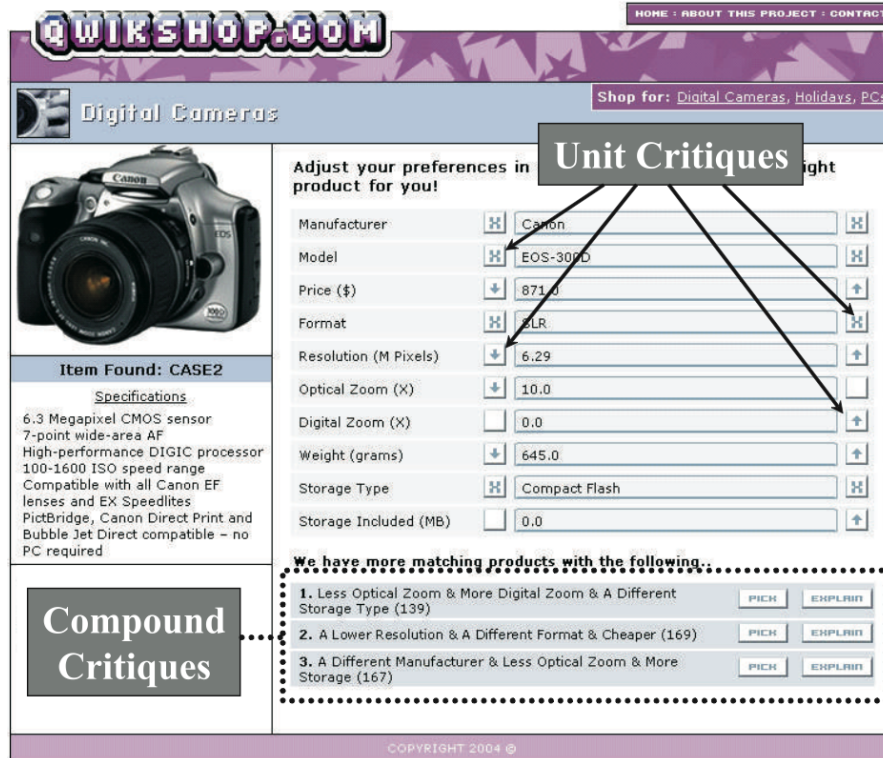 HOME : ABOUT THIS PROJECT : CONTACT
QWIKSHOP.COM
Digital Cameras
Shop for: Digital Cameras, Holidays, PCs
Unit Critiques
Adjust your preferences in
product for you!
Manufacturer Canon
Model EOS-300D
Price ($) 871.0
Format SLR
Resolution (M Pixels) 6.29
Optical Zoom (X) 10.0
Digital Zoom (X) 0.0
Weight (grams) 645.0
Storage Type Compact Flash
Storage Included (MB) 0.0
Canon
EOS
Item Found: CASE2
Specifications
6.3 Megapixel CMOS sensor
7-point wide-area AF
High-performance DIGIC processor
100-1600 ISO speed range
Compatible with all Canon EF
lenses and EX Speedlites
PictBridge, Canon Direct Print and
Bubble Jet Direct compatible – no
PC required
We have more matching products with the following..
1. Less Optical Zoom & More Digital Zoom & A Different
Storage Type (139) PICK EXPLAIN
2. A Lower Resolution & A Different Format & Cheaper (169) PICK EXPLAIN
3. A Different Manufacturer & Less Optical Zoom & More
Storage (167) PICK EXPLAIN
Compound
Critiques
COPYRIGHT 2004 @